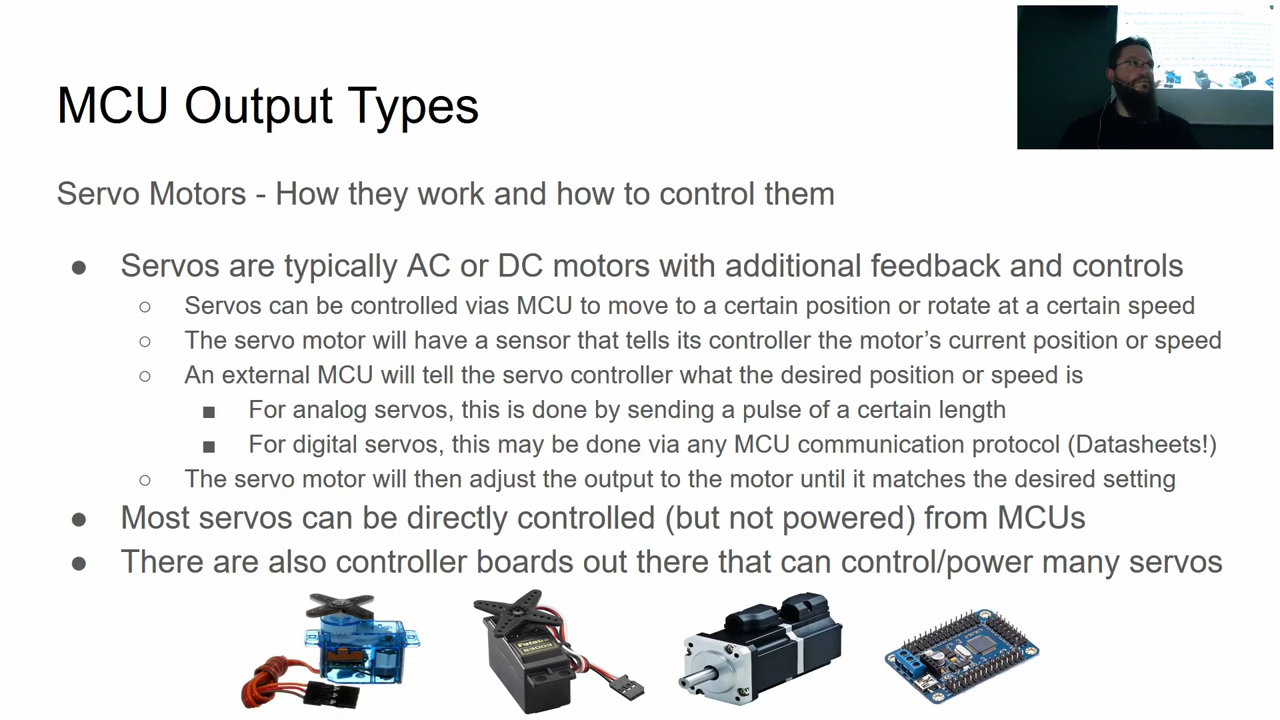 MCU Output Types
Servo Motors - How they work and how to control them
● Servos are typically AC or DC motors with additional feedback and controls
○ Servos can be controlled vias MCU to move to a certain position or rotate at a certain speed
○ The servo motor will have a sensor that tells its controller the motor's current position or speed
○ An external MCU will tell the servo controller what the desired position or speed is
■ For analog servos, this is done by sending a pulse of a certain length
■ For digital servos, this may be done via any MCU communication protocol (Datasheets!)
○ The servo motor will then adjust the output to the motor until it matches the desired setting
● Most servos can be directly controlled (but not powered) from MCUs
● There are also controller boards out there that can control/power many servos
Futaba
S3003